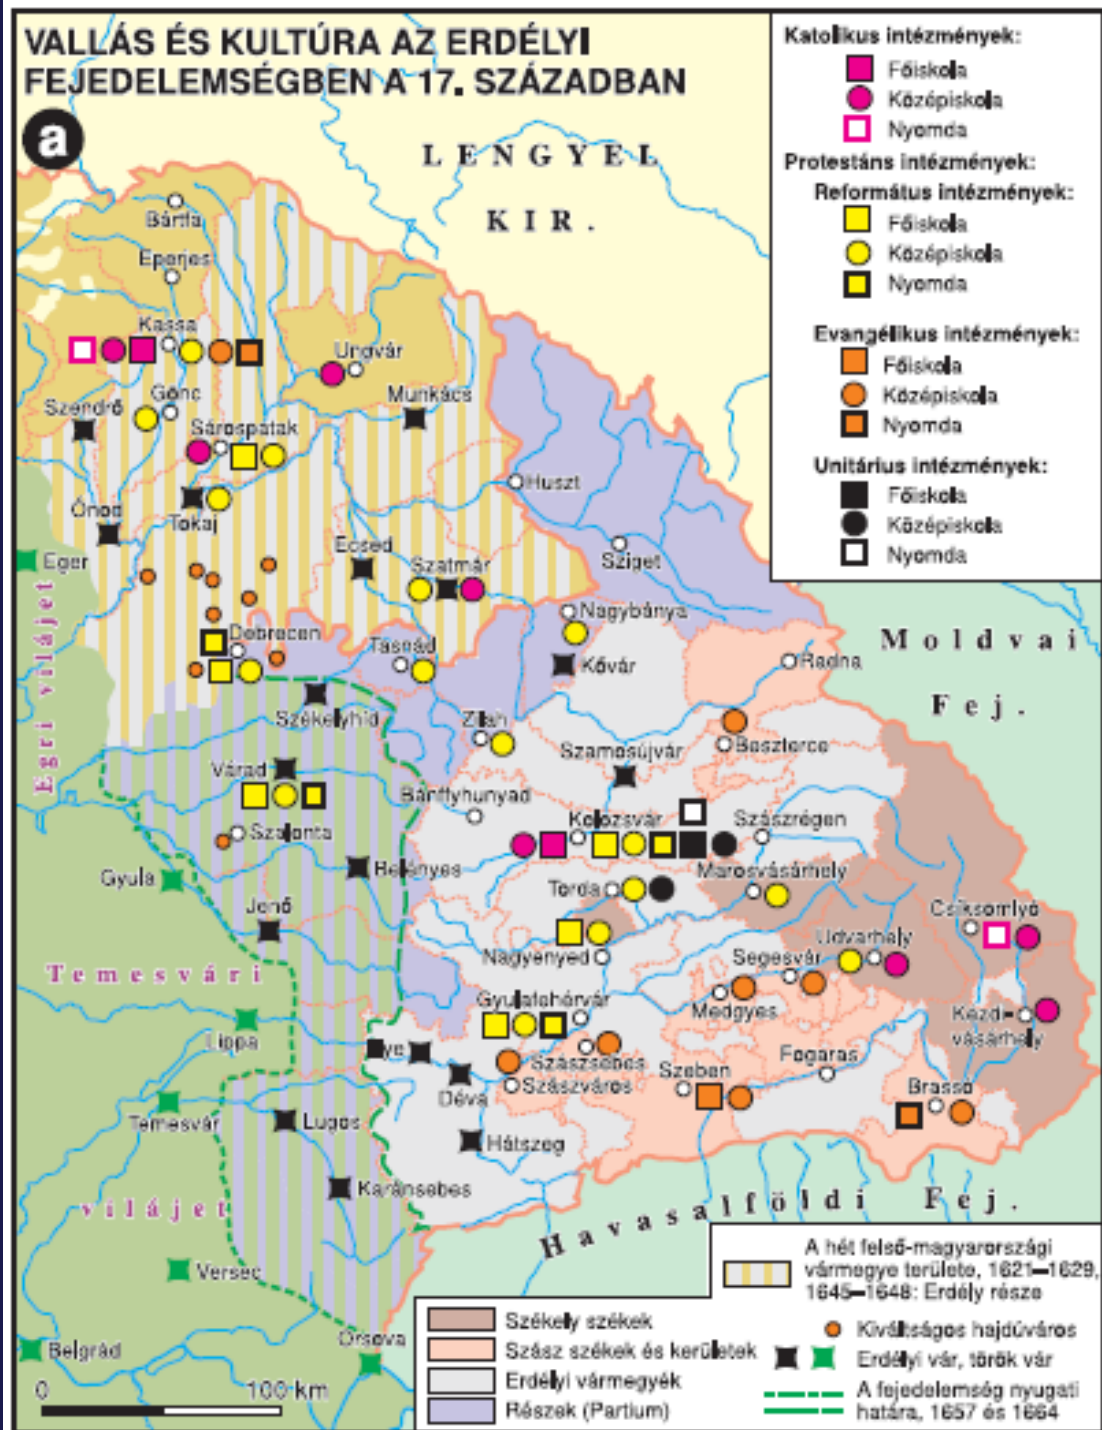 VALLÁS ÉS KULTÚRA AZ ERDÉLYI
FEJEDELEMSÉGBEN A 17. SZÁZADBAN
a
Katolikus intézmények:
Főiskola
Középiskola
Nyomda
Protestáns intézmények:
Református intézmények:
Főiskola
Középiskola
Nyomda
Evangélikus intézmények:
Főiskola
Középiskola
Nyomda
Unitárius intézmények:
Főiskola
Középiskola
Nyomda
LENGYEL
KIR.
Bártfa
Eperjes
Kassa
Ungvár
Gönc
Munkács
Szendrő
Sárospatak
Huszt
Ónod
Tokaj
Eger
Ecsed
Szatmár
Sziget
Nagybánya
Debrecen
Tasnád
Kővár
Radna
Moldvai
Fej.
Egri vilájet
Székelyhíd
Zilah
Beszterce
Szamosújvár
Várad
Bánffyhunyad
Kolozsvár
Szászrégen
Szalonta
Belényes
Gyula
Torda
Marosvásárhely
Jenő
Csíksomlyó
Nagyenyed
Segesvár
Udvarhely
Temesvári
Medgyes
Gyulafehérvár
Kézdi-
vásárhely
Lippa
Szászsebes
Fogaras
Szászváros
Szeben
Brassó
Déva
Temesvár
Lugos
Hátszeg
Karánsebes
vilájet
Havasalföldi Fej.
Versec
Orsova
Belgrád
0 100 km
A hét felső-magyarországi
vármegye területe, 1621–1629,
1645–1648: Erdély része
Székely székek
Szász székek és kerületek
Erdélyi vármegyék
Részek (Partium)
Kiváltságos hajdúváros
Erdélyi vár, török vár
A fejedelemség nyugati
határa, 1657 és 1664